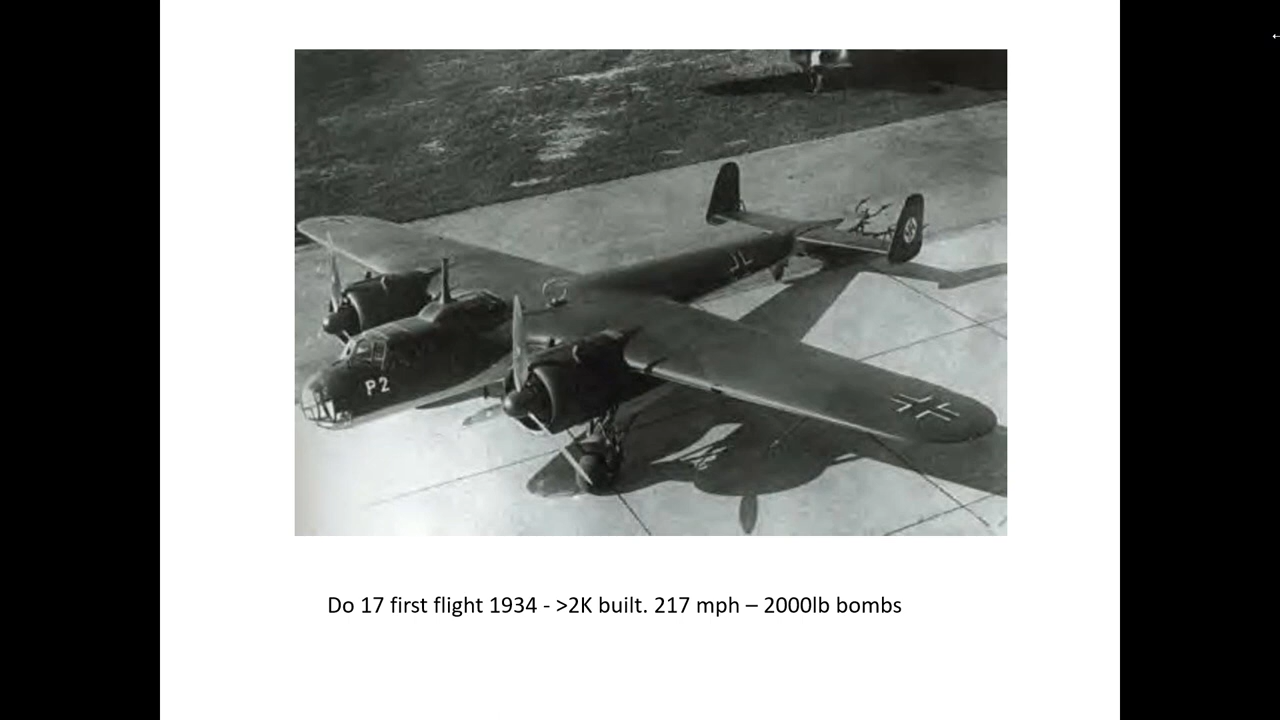 P2
Do 17 first flight 1934 - >2K built. 217 mph – 2000lb bombs